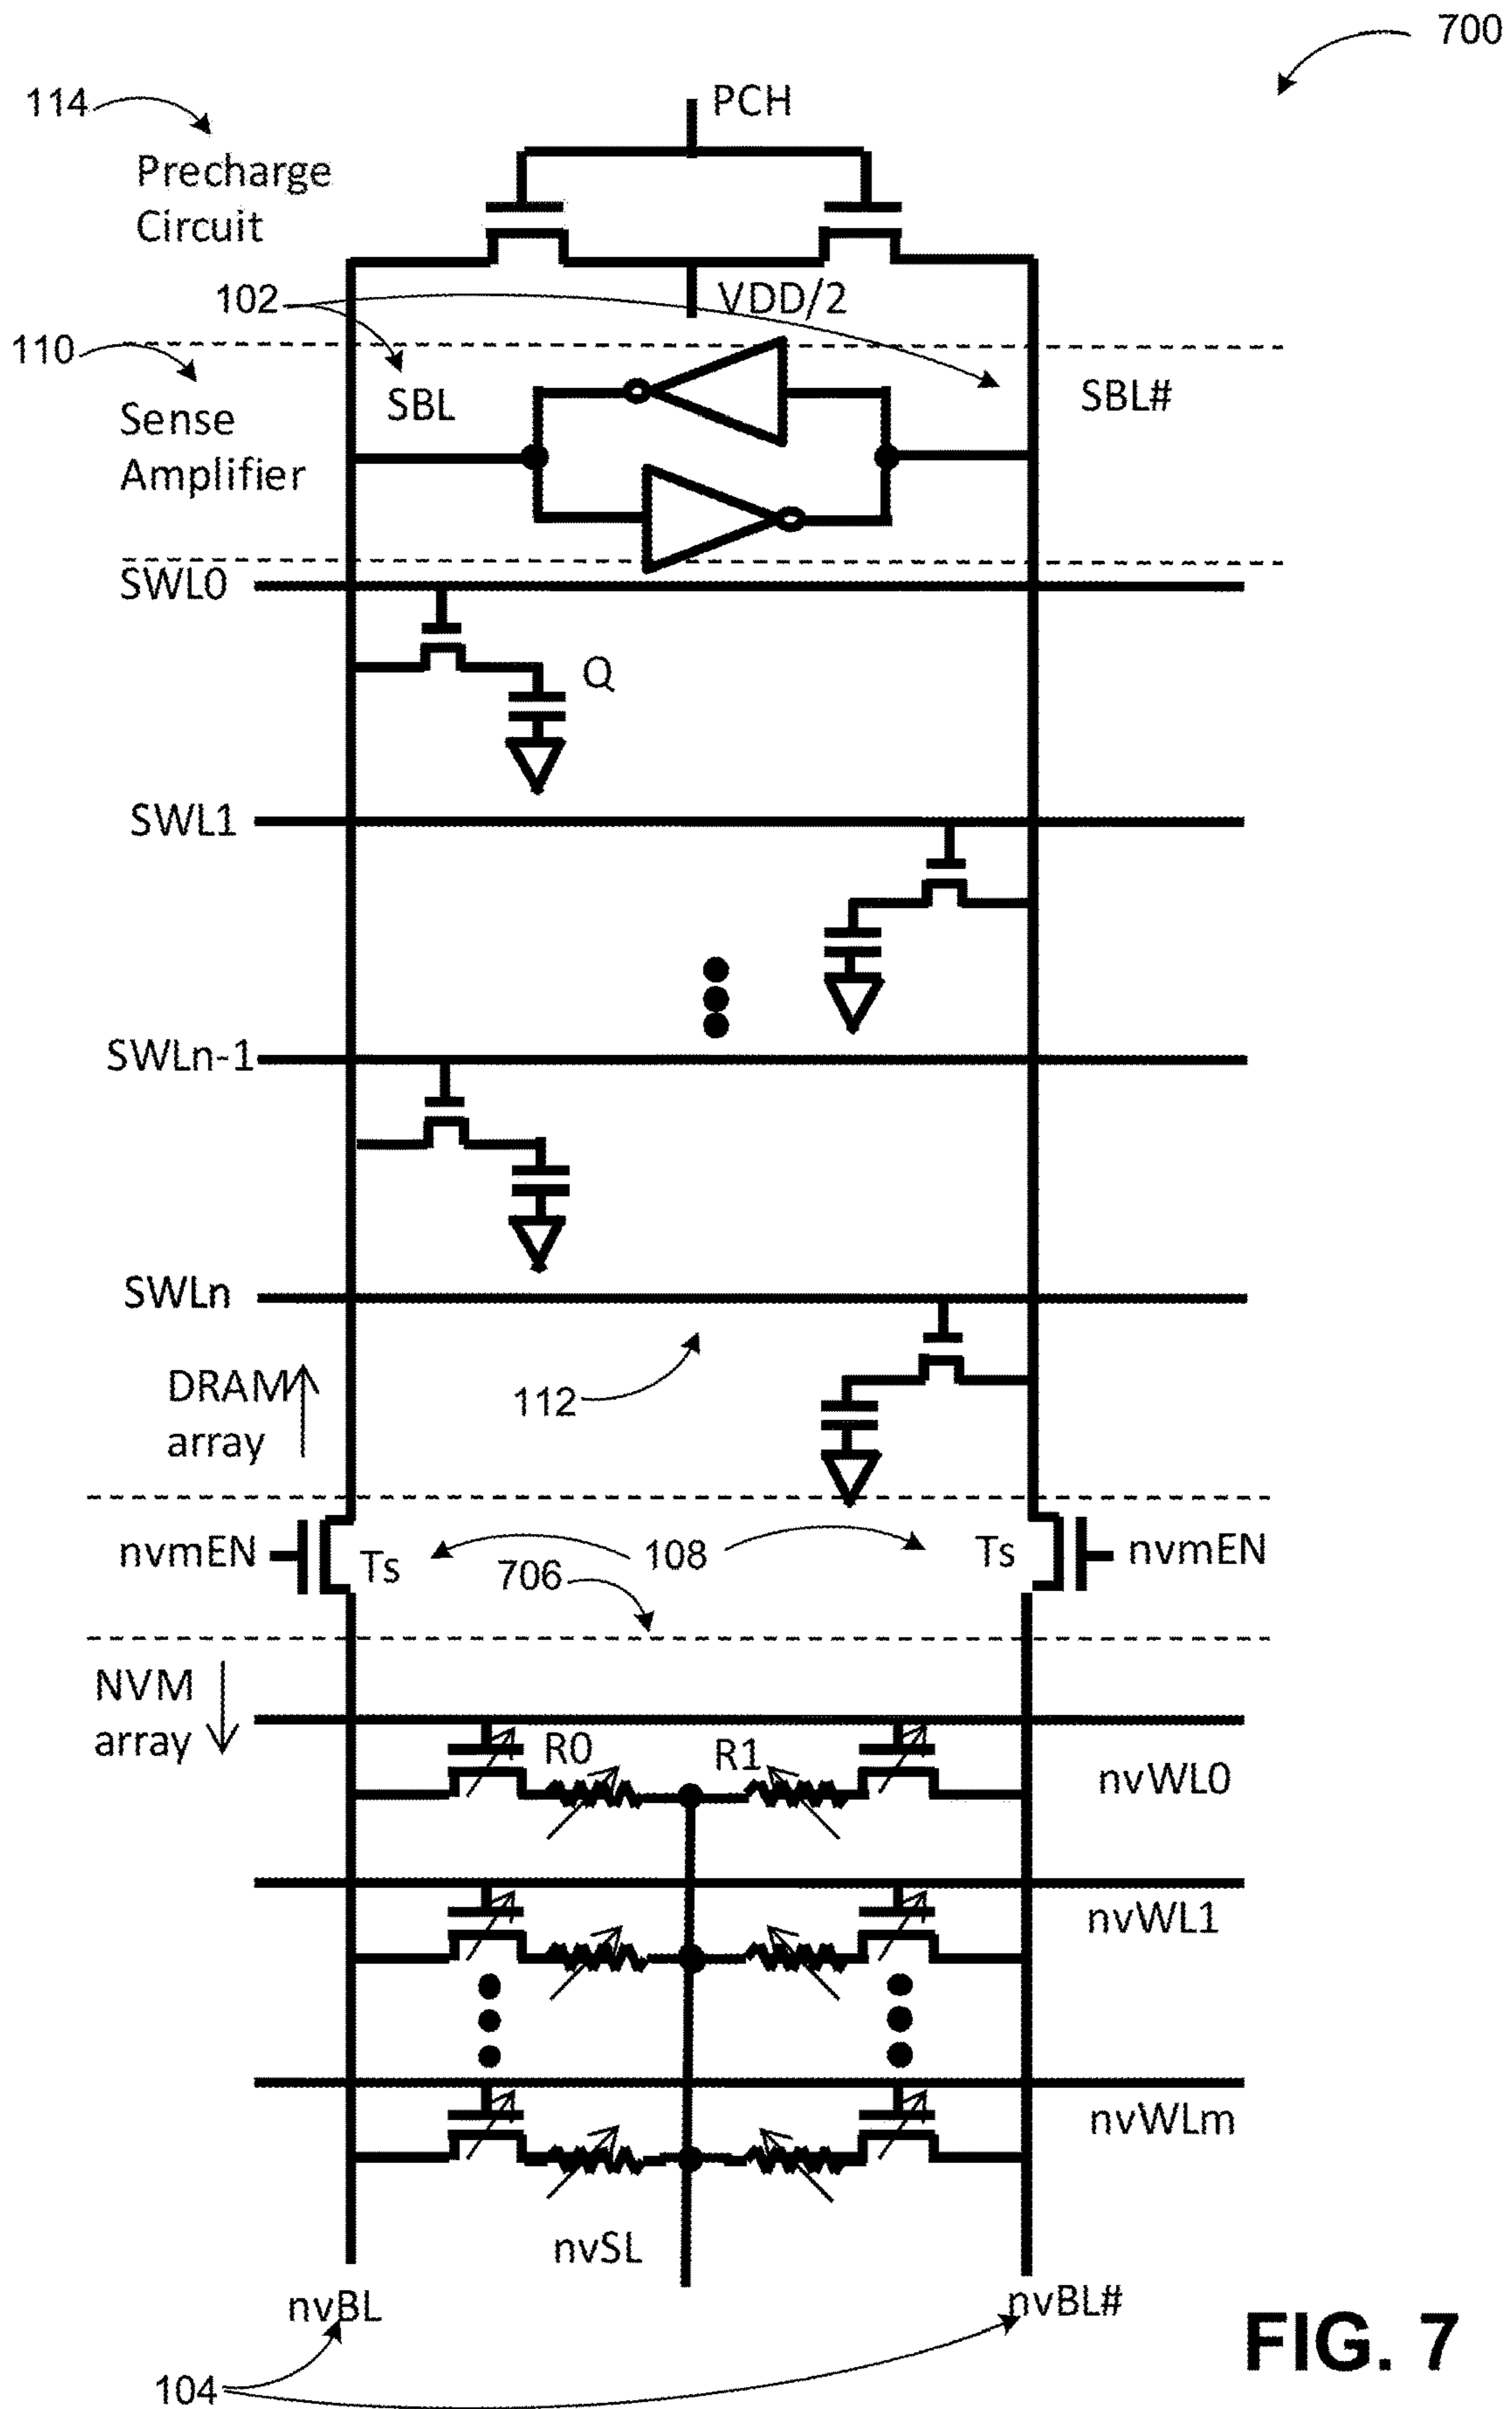 700
114
PCH
Precharge
Circuit
102
VDD/2
110
SBL
SBL#
Sense
Amplifier
SWL0
Q
SWL1
SWLn-1
SWLn
DRAM
array
112
nvmEN
Ts
108
Ts
nvmEN
706
NVM
array
R0
R1
nvWL0
nvWL1
nvWLm
nvSL
nvBL
nvBL#
104
FIG. 7